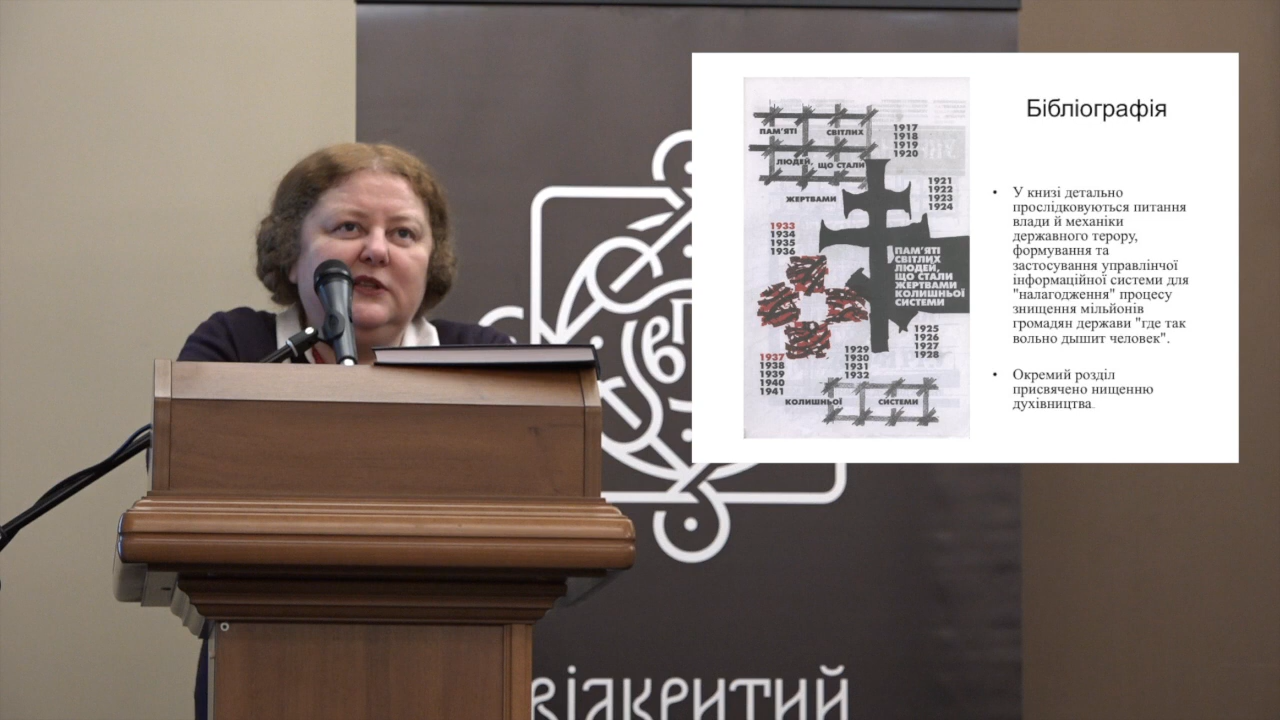 Бібліографія
ПАМ'ЯТІ СВІТЛИХ
ЛЮДЕЙ, ЩО СТАЛИ
ЖЕРТВАМИ
1917
1918
1919
1920
1921
1922
1923
1924
1933
1934
1935
1936
ПАМ'ЯТІ
СВІТЛИХ
ЛЮДЕЙ,
ЩО СТАЛИ
ЖЕРТВАМИ
КОЛИШНЬОЇ
СИСТЕМИ
1925
1926
1927
1928
1929
1930
1931
1932
1937
1938
1939
1940
1941
КОЛИШНЬОЇ СИСТЕМИ
• У книзі детально
прослідковуються питання
влади й механіки
державного терору,
формування та
застосування управлінчої
інформаційної системи для
"налагодження" процесу
знищення мільйонів
громадян держави "где так
вольно дышит человек".
• Окремий розділ
присвячено нищенню
духівництва.
відкритий